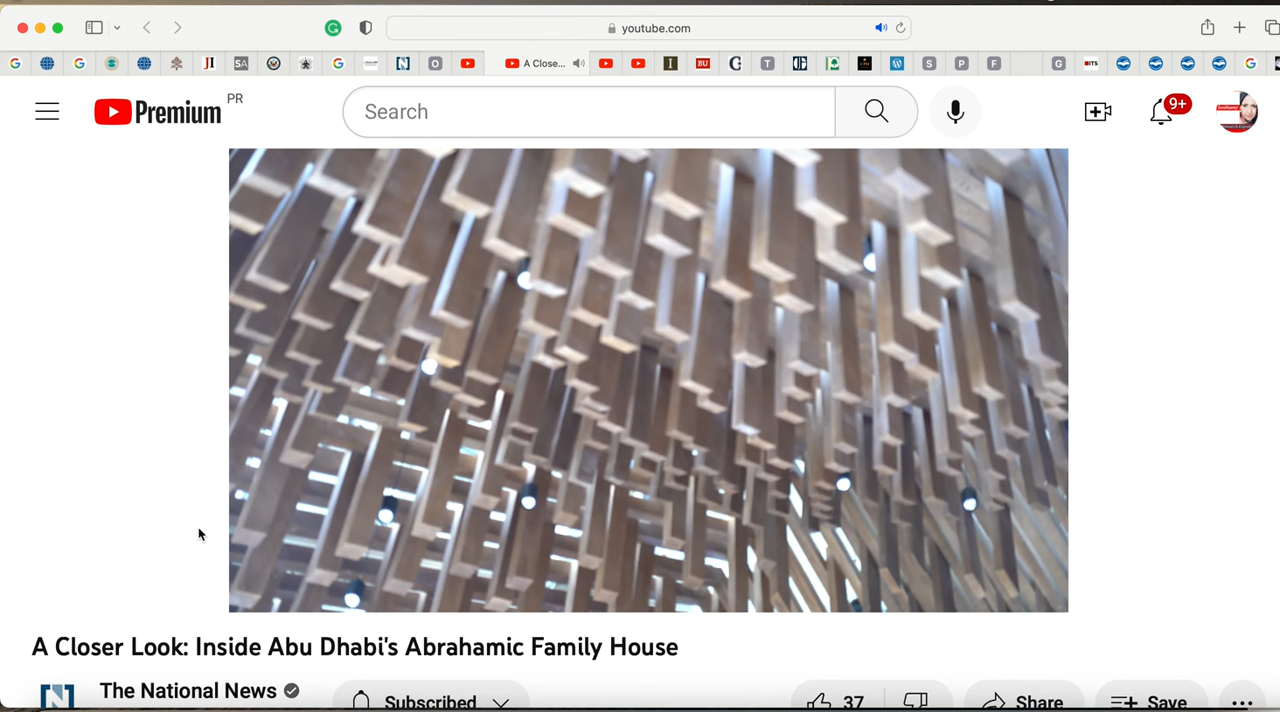 youtube.com
A Close...
Premium PR
Search
9+
A Closer Look: Inside Abu Dhabi's Abrahamic Family House
The National News
Subscribed
37
Share
Save